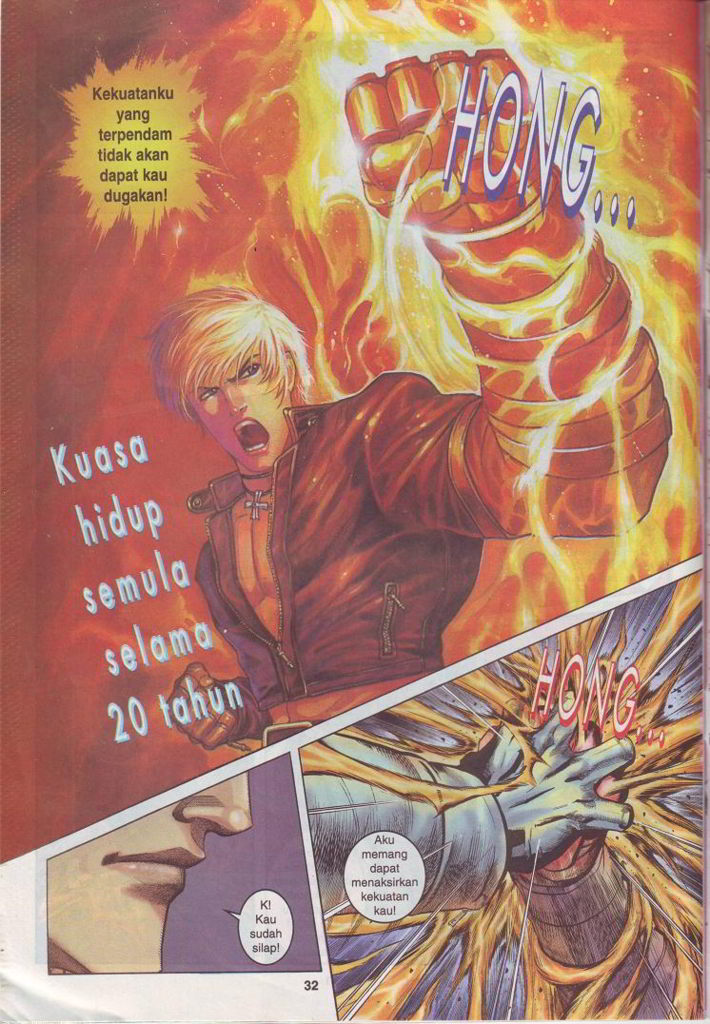 Kekuatanku
yang
terpendam
tidak akan
dapat kau
dugakan!
HONG...
Kuasa
hidup
semula
selama
20 tahun
HONG...
Aku
memang
dapat
menaksirkan
kekuatan
kau!
K!
Kau
sudah
silap!
32